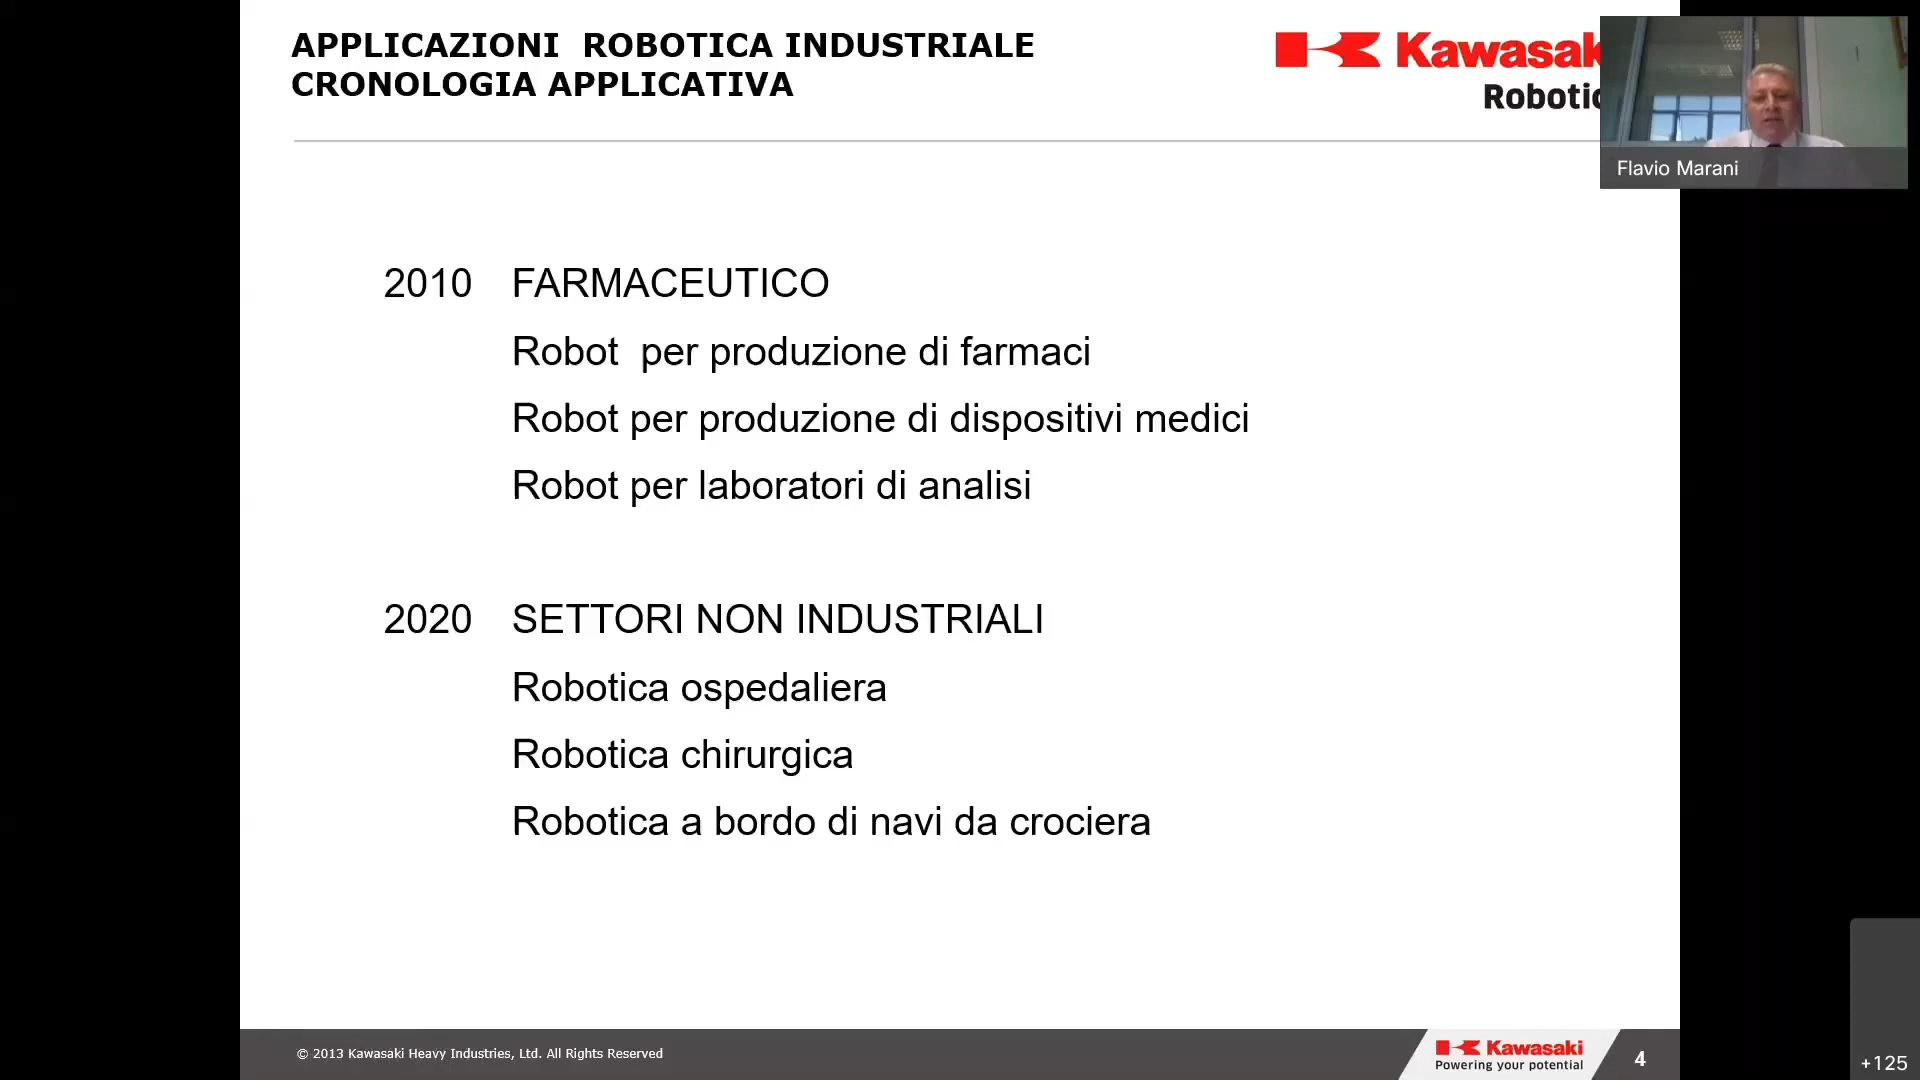 APPLICAZIONI ROBOTICA INDUSTRIALE
CRONOLOGIA APPLICATIVA
Kawasak
Robotic
Flavio Marani
2010 FARMACEUTICO
Robot per produzione di farmaci
Robot per produzione di dispositivi medici
Robot per laboratori di analisi
2020 SETTORI NON INDUSTRIALI
Robotica ospedaliera
Robotica chirurgica
Robotica a bordo di navi da crociera
© 2013 Kawasaki Heavy Industries, Ltd. All Rights Reserved
Kawasaki
Powering your potential
4
+125